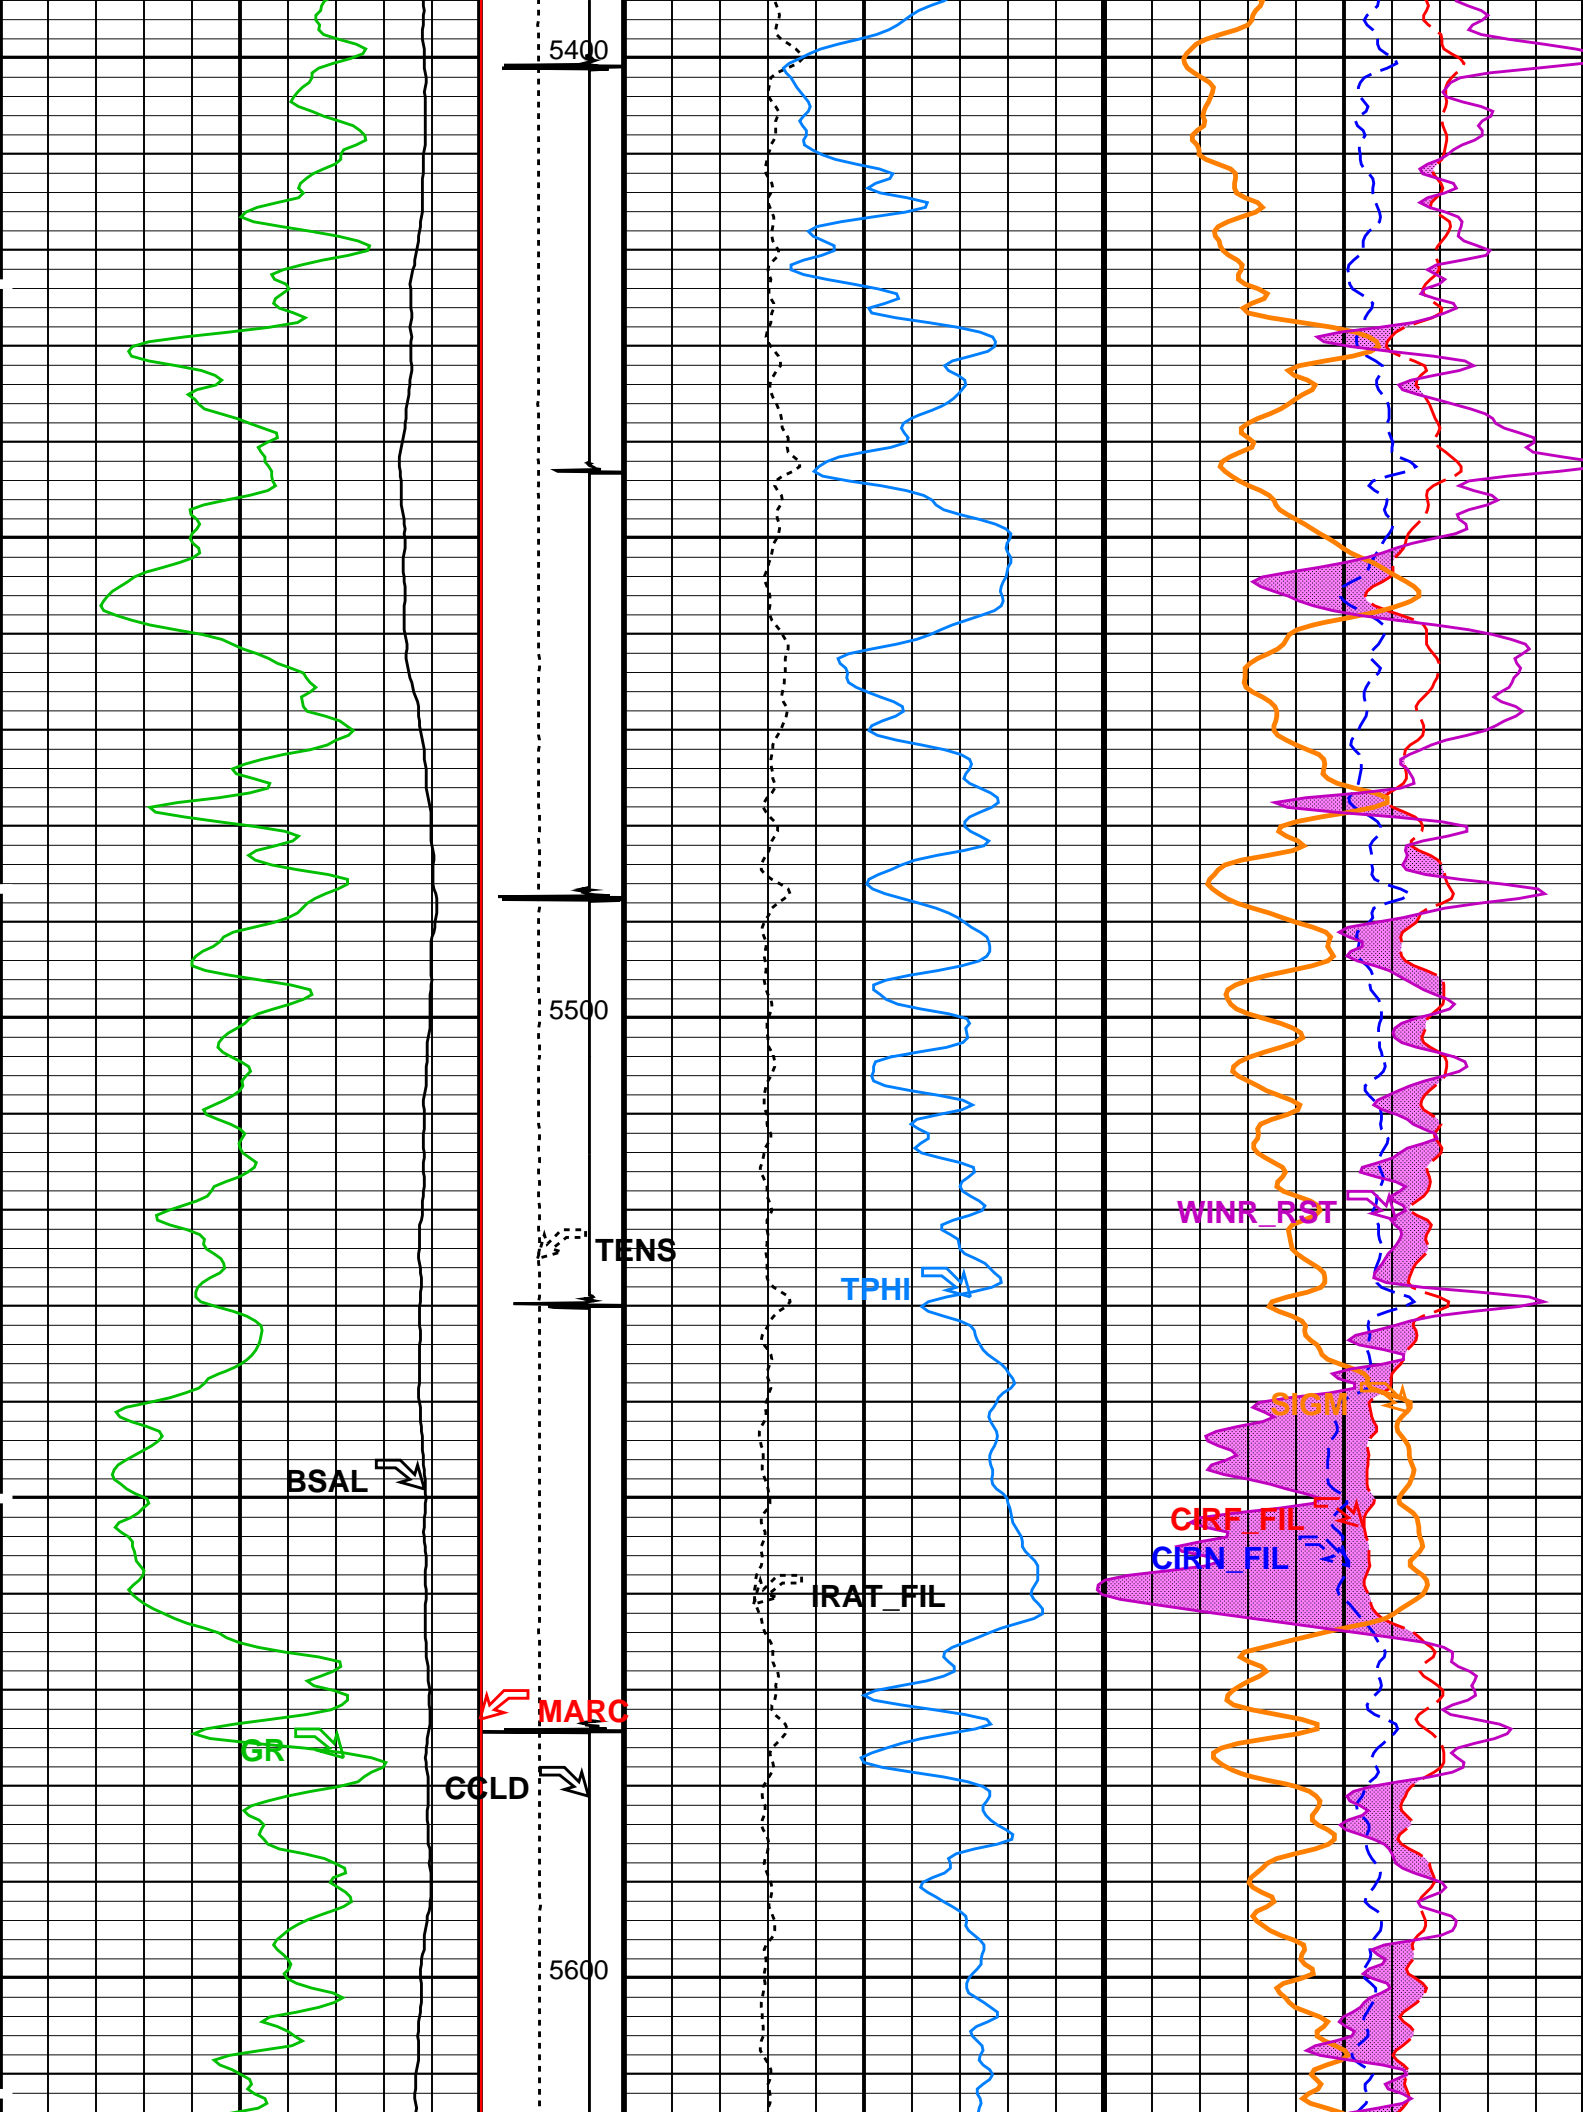 5400
5500
WINR_RST
TENS
TPHI
SIGM
BSAL
CIRF_FIL
CIRN_FIL
IRAT_FIL
MARC
GR
CCLD
5600